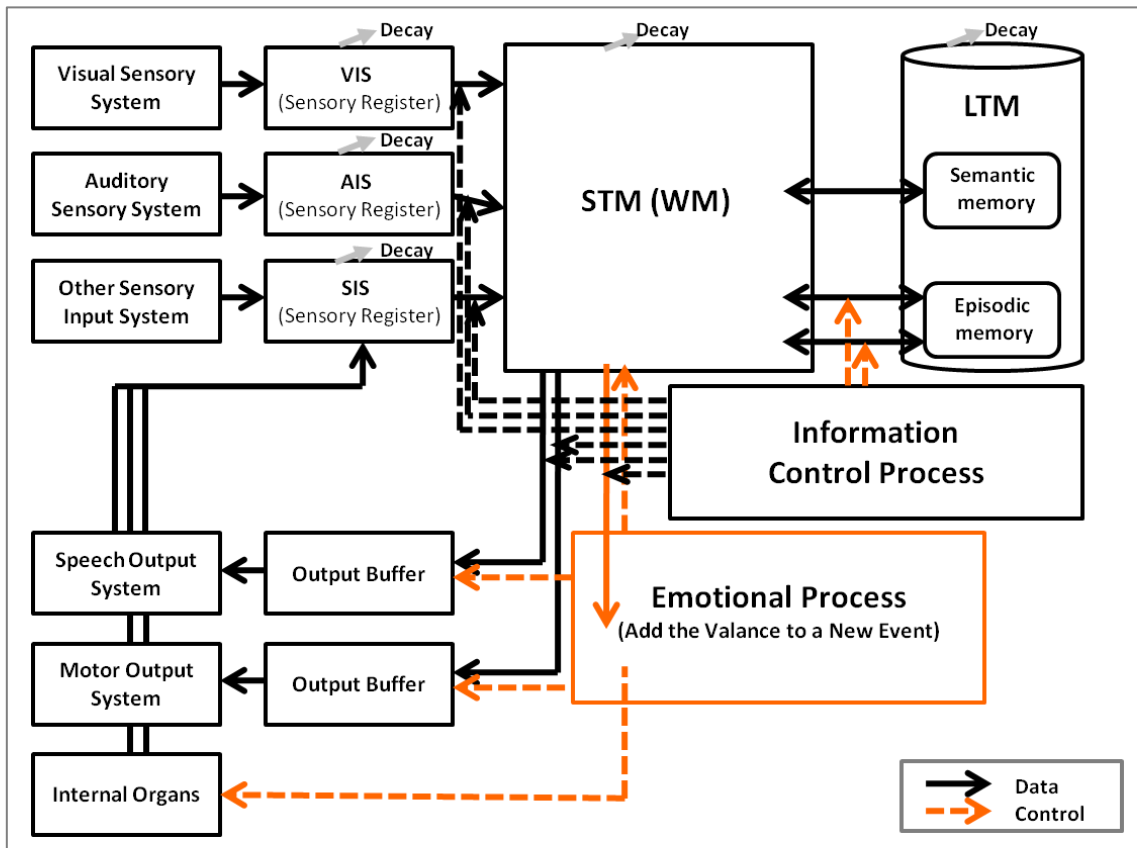 Decay
Decay
Decay
Visual Sensory
System
VIS
(Sensory Register)
LTM
Decay
Auditory
Sensory System
AIS
(Sensory Register)
STM (WM)
Semantic
memory
Decay
Other Sensory
Input System
SIS
(Sensory Register)
Episodic
memory
Information
Control Process
Speech Output
System
Output Buffer
Emotional Process
(Add the Valance to a New Event)
Motor Output
System
Output Buffer
Internal Organs
Data
Control